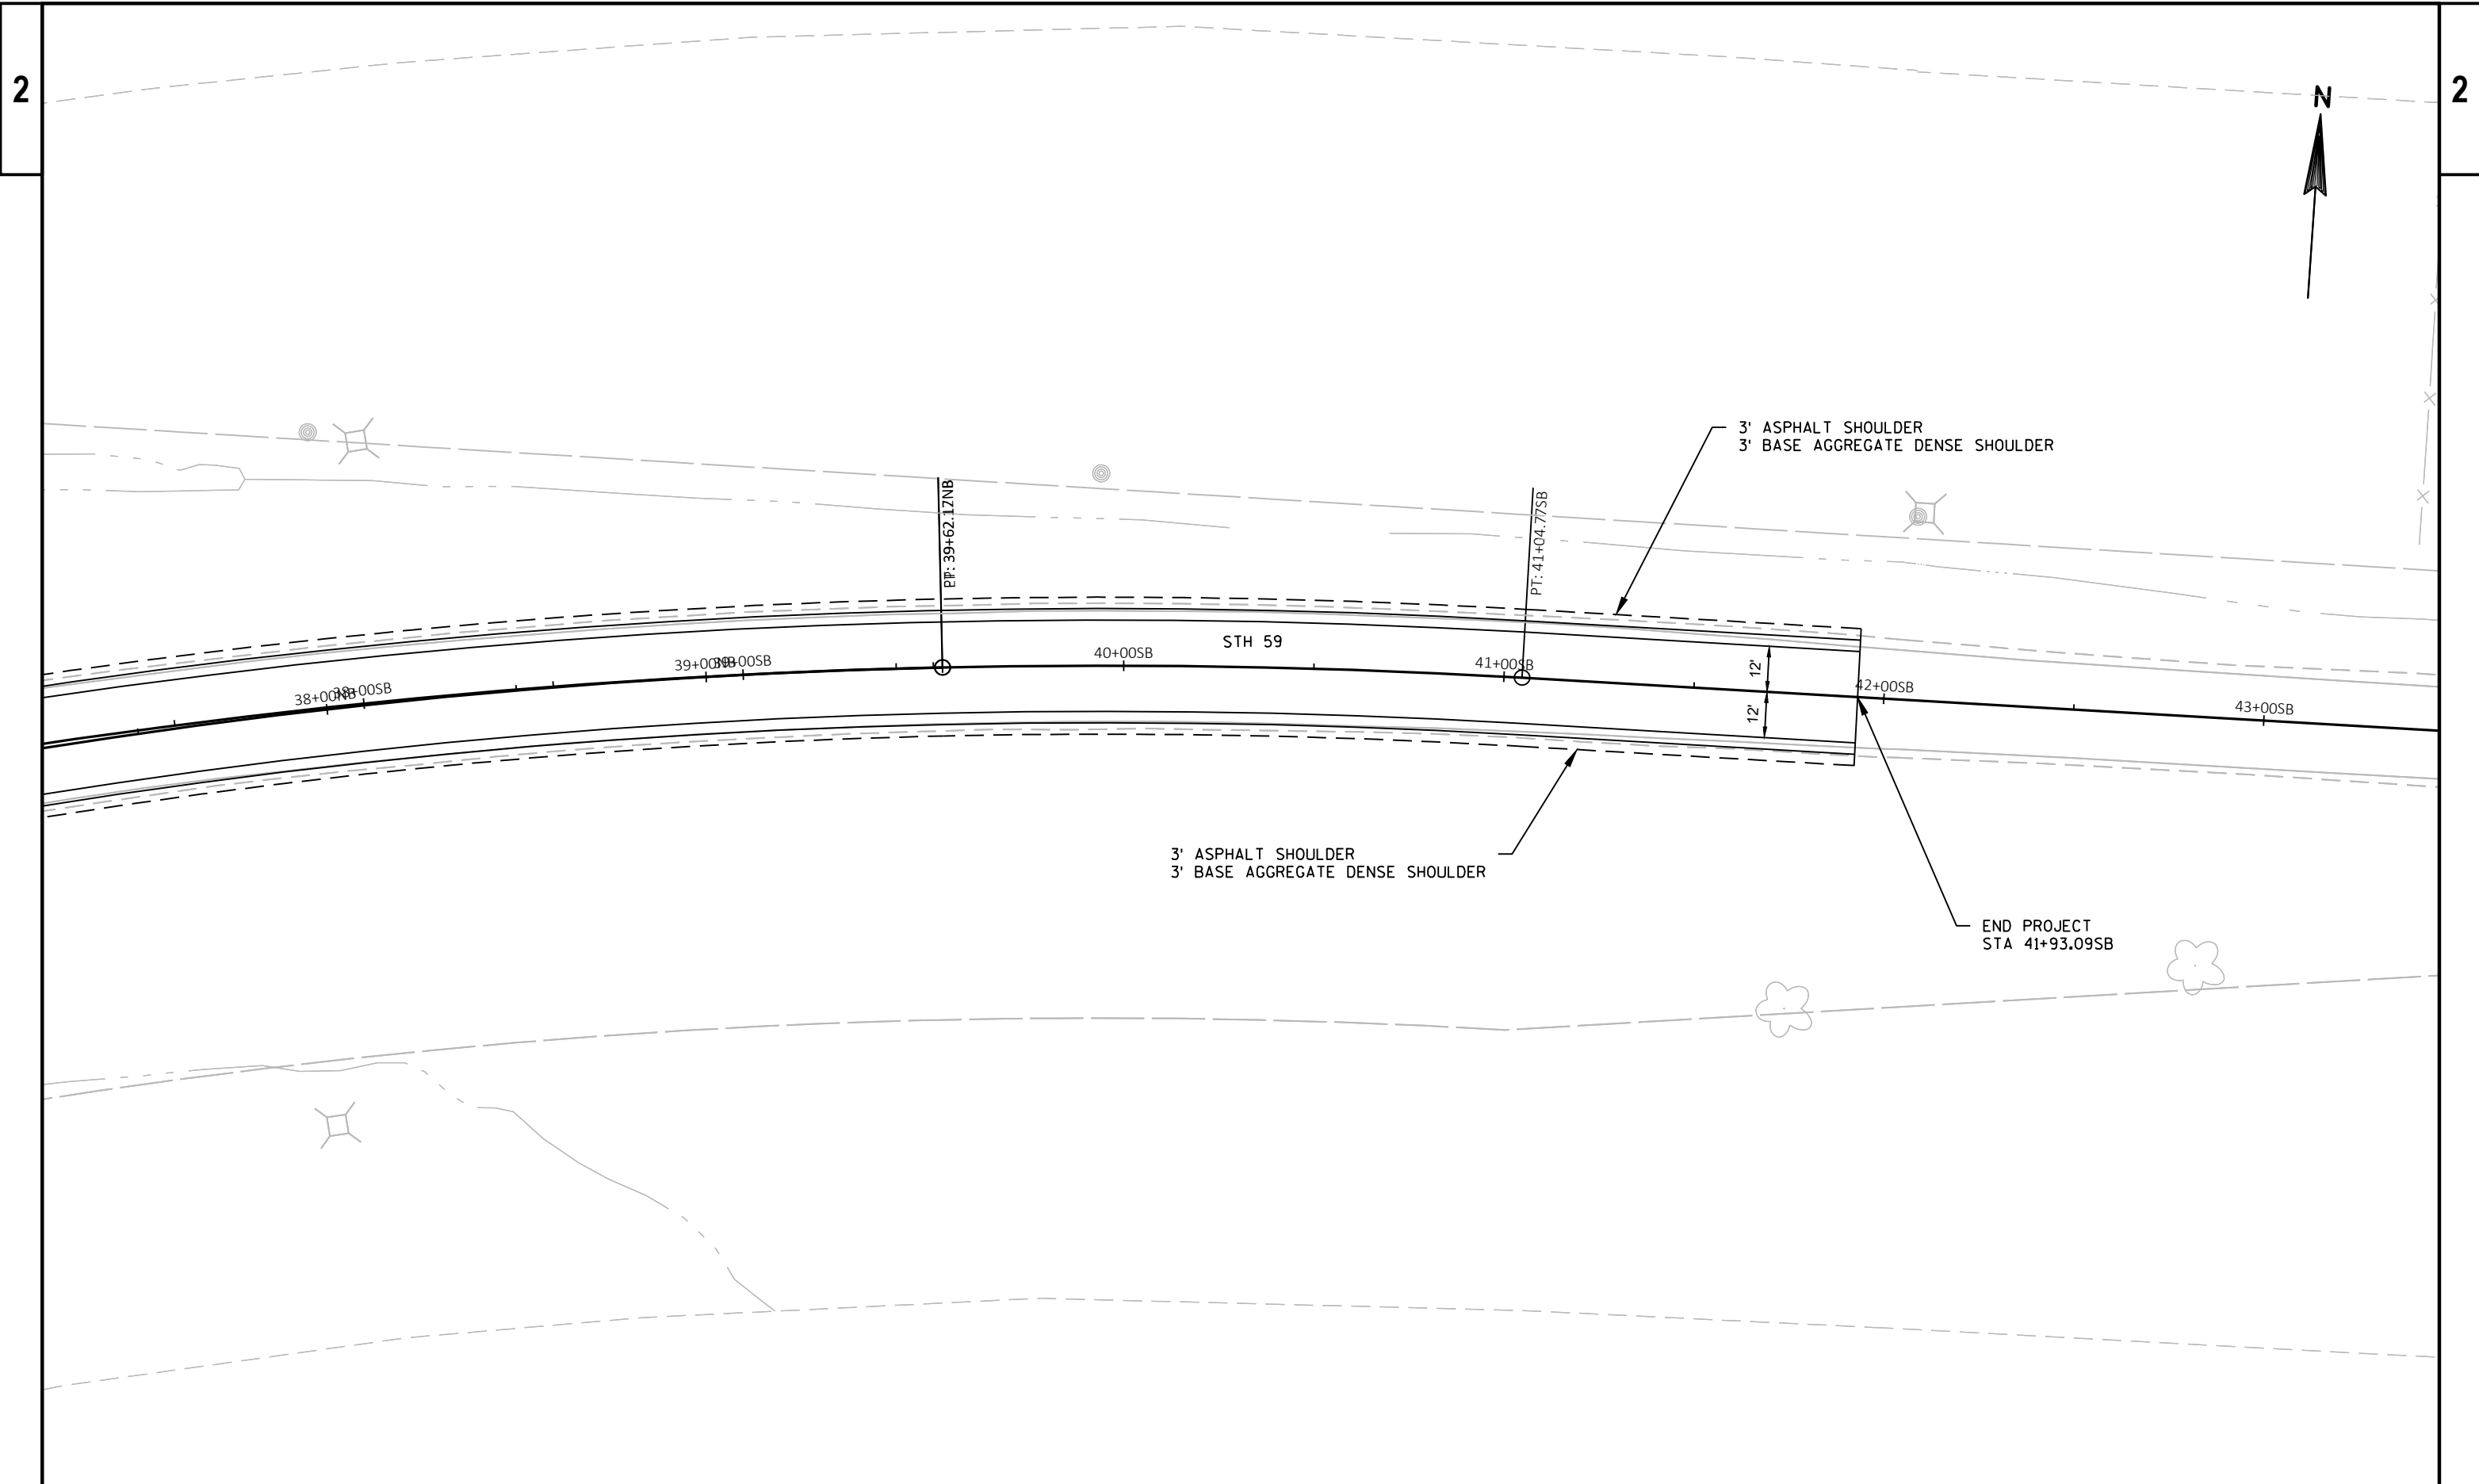 2
2
N
3' ASPHALT SHOULDER
3' BASE AGGREGATE DENSE SHOULDER
39+62.17NB
PT: 41+04.77SB
STH 59
38+00NB
38+00SB
39+00NB
39+00SB
40+00SB
41+00SB
42+00SB
43+00SB
12'
12'
3' ASPHALT SHOULDER
3' BASE AGGREGATE DENSE SHOULDER
END PROJECT
STA 41+93.09SB